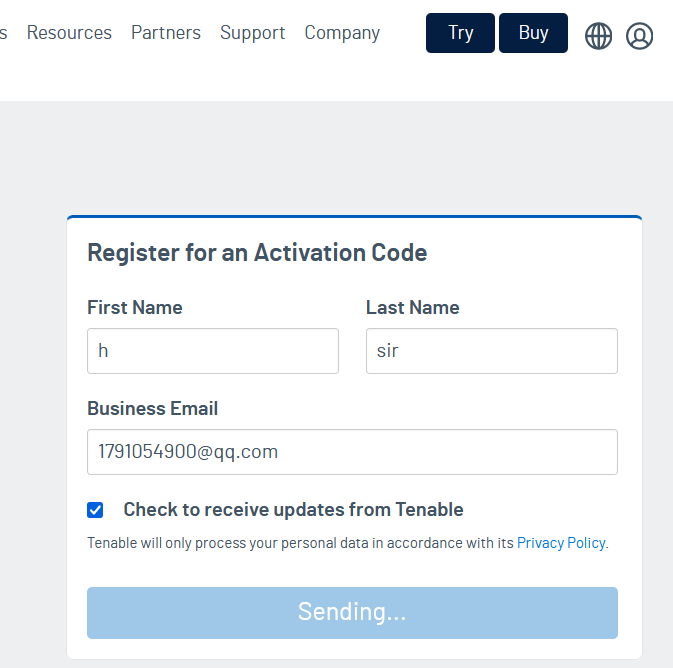 s Resources Partners Support Company Try Buy
Register for an Activation Code
First Name Last Name
h sir
Business Email
1791054900@qq.com
Check to receive updates from Tenable
Tenable will only process your personal data in accordance with its Privacy Policy.
Sending...